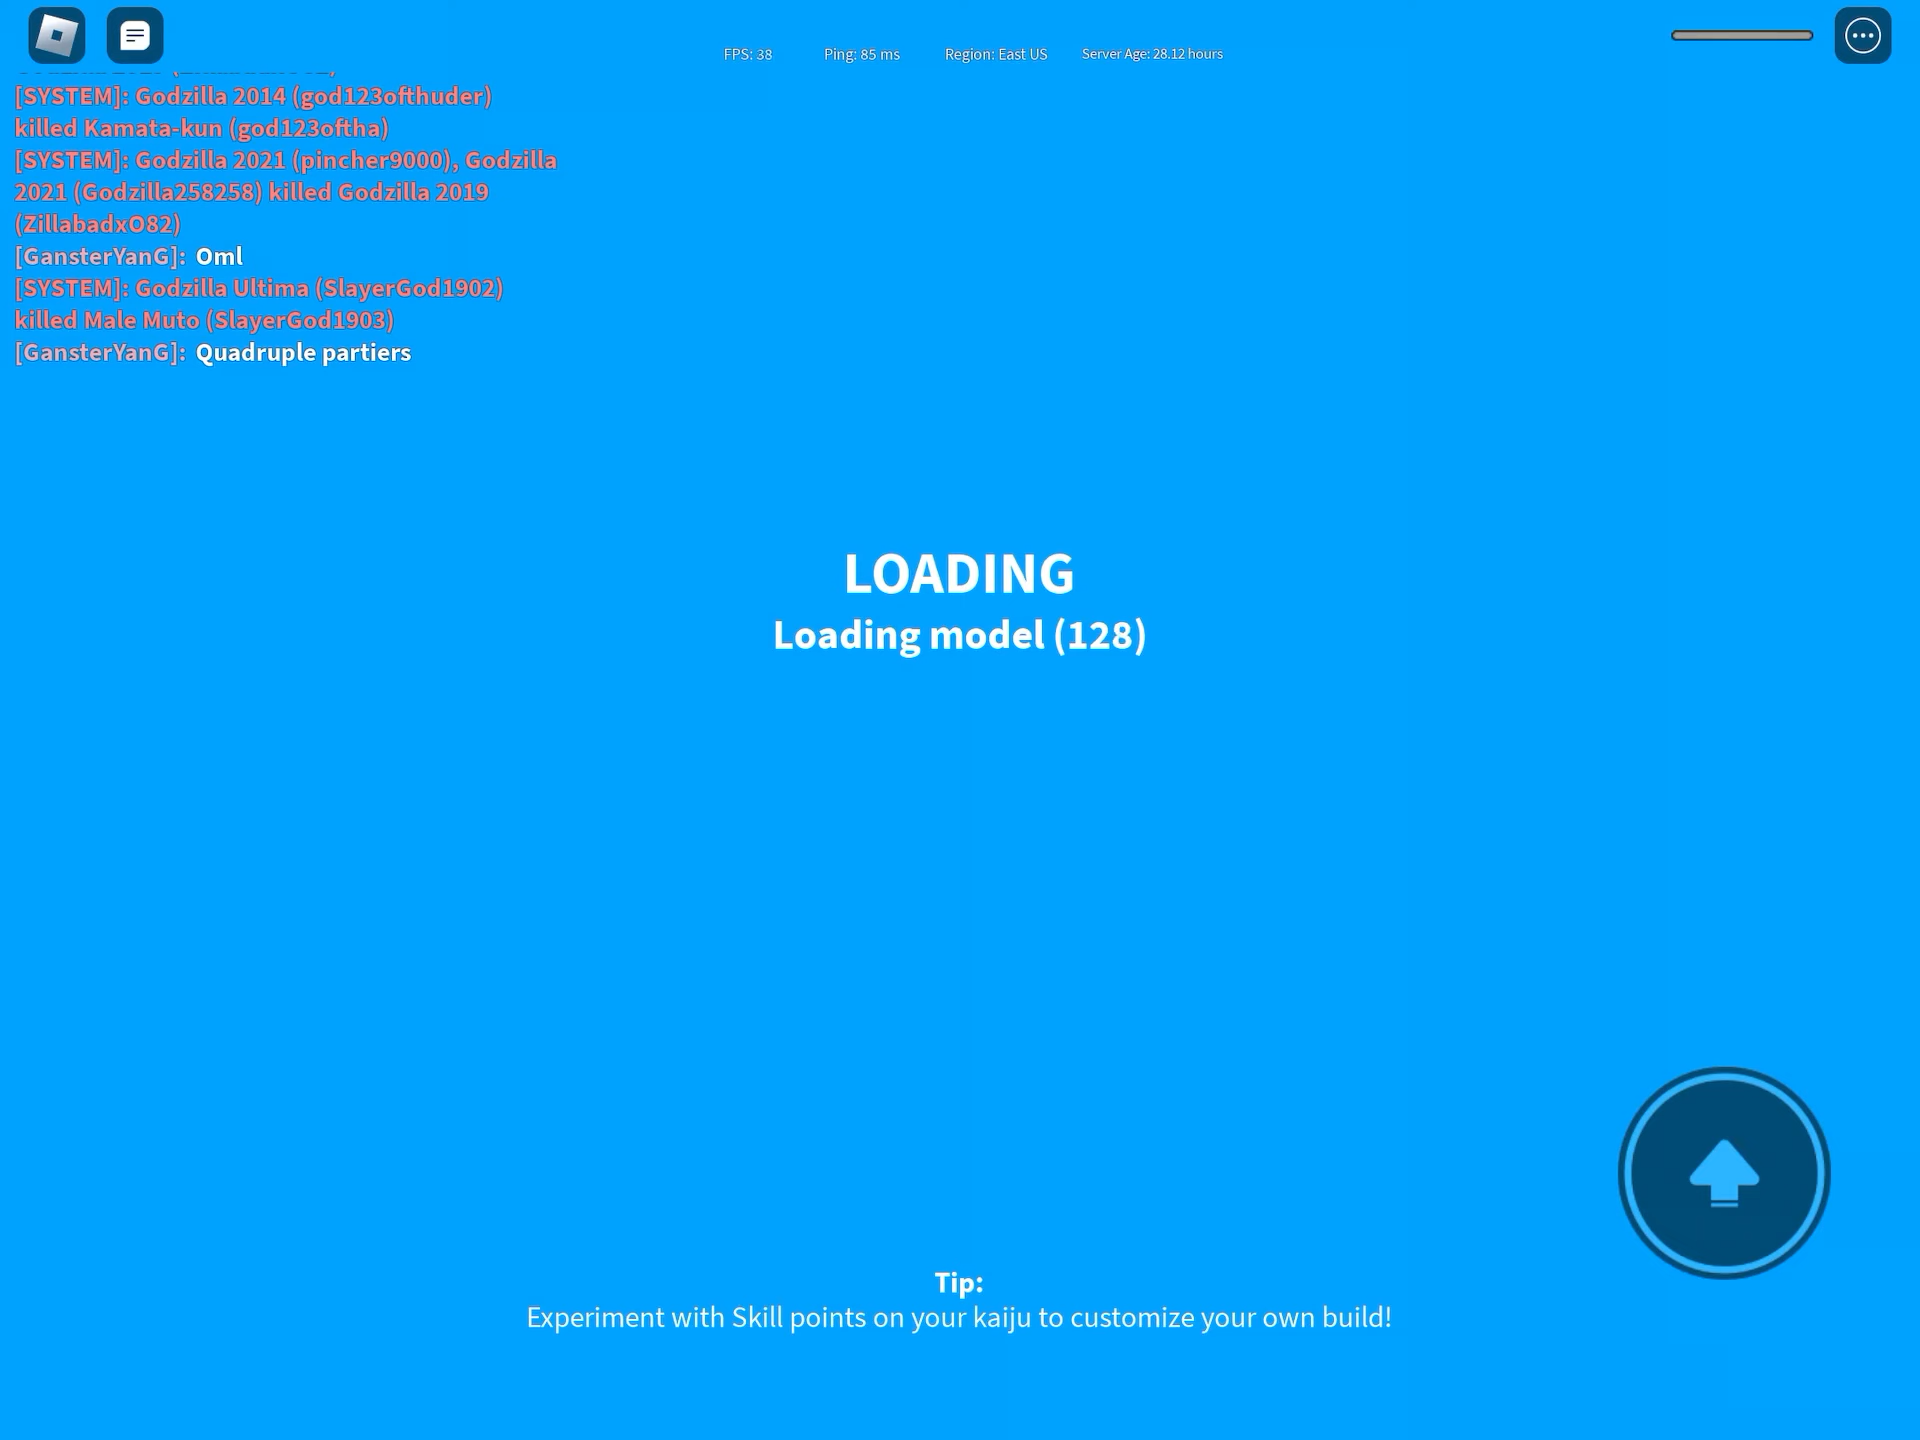 FPS: 38
Ping: 85 ms
Region: East US
Server Age: 28.12 hours
[SYSTEM]: Godzilla 2014 (god123ofthuder)
killed Kamata-kun (god123oftha)
[SYSTEM]: Godzilla 2021 (pincher9000), Godzilla
2021 (Godzilla258258) killed Godzilla 2019
(ZillabadxO82)
[GansterYanG]: Oml
[SYSTEM]: Godzilla Ultima (SlayerGod1902)
killed Male Muto (SlayerGod1903)
[GansterYanG]: Quadruple partiers
LOADING
Loading model (128)
Tip:
Experiment with Skill points on your kaiju to customize your own build!